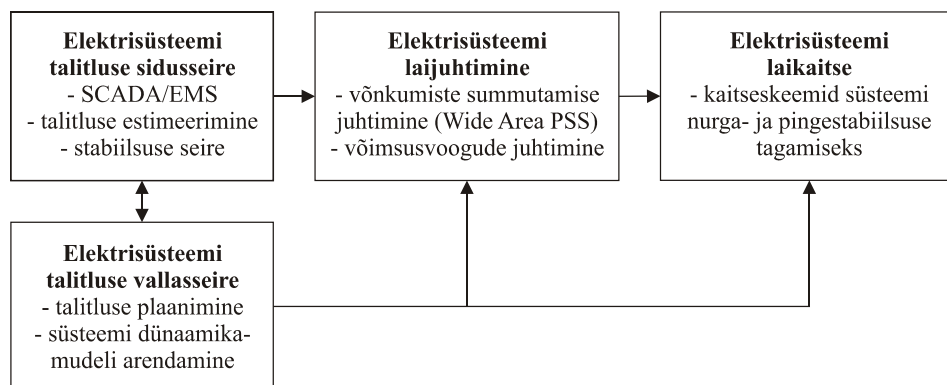 Elektrisüsteemi
talitluse sidusseire
- SCADA/EMS
- talitluse estimeerimine
- stabiilsuse seire
Elektrisüsteemi
laijuhtimine
- võnkumiste summutamise
juhtimine (Wide Area PSS)
- võimsusvoogude juhtimine
Elektrisüsteemi
laikaitse
- kaitseskeemid süsteemi
nurga- ja pingestabiilsuse
tagamiseks
Elektrisüsteemi
talitluse vallasseire
- talitluse plaanimine
- süsteemi dünaamika-
mudeli arendamine